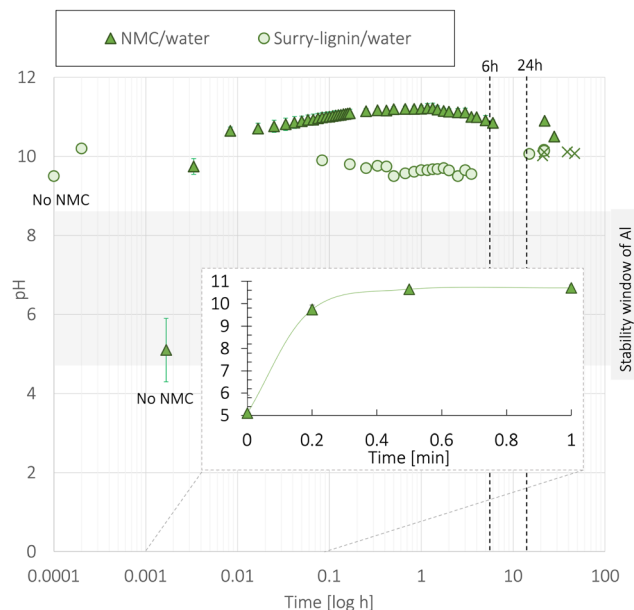 NMC/water
Surry-lignin/water
6h
24h
12
10
8
6
4
2
0
pH
No NMC
No NMC
Stability window of Al
11
10
9
8
7
6
5
0
0.2
0.4
0.6
0.8
1
Time [min]
0.0001
0.001
0.01
0.1
1
10
100
Time [log h]